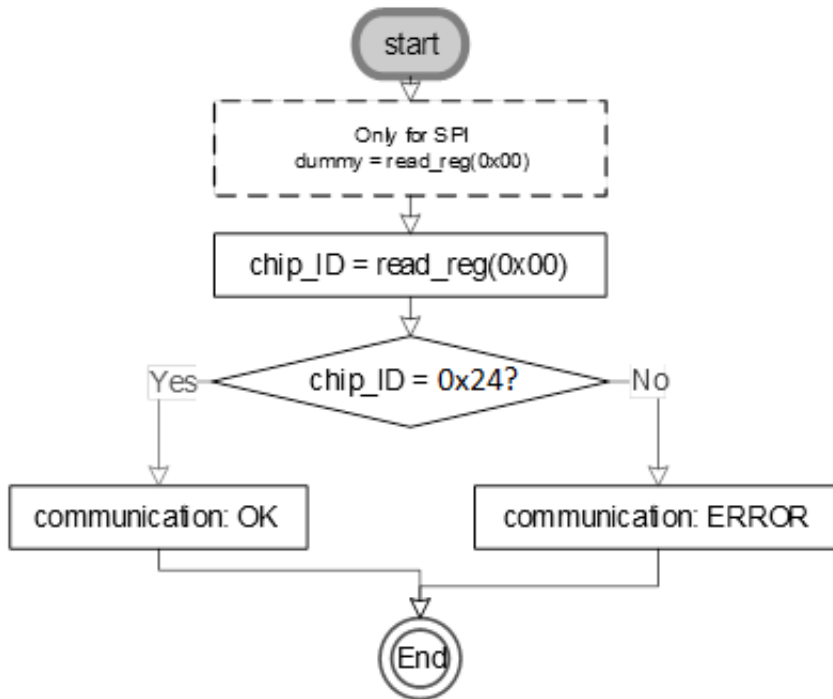 start
Only for SPI
dummy = read_reg(0x00)
chip_ID = read_reg(0x00)
chip_ID = 0x24?
Yes
No
communication: OK
communication: ERROR
End